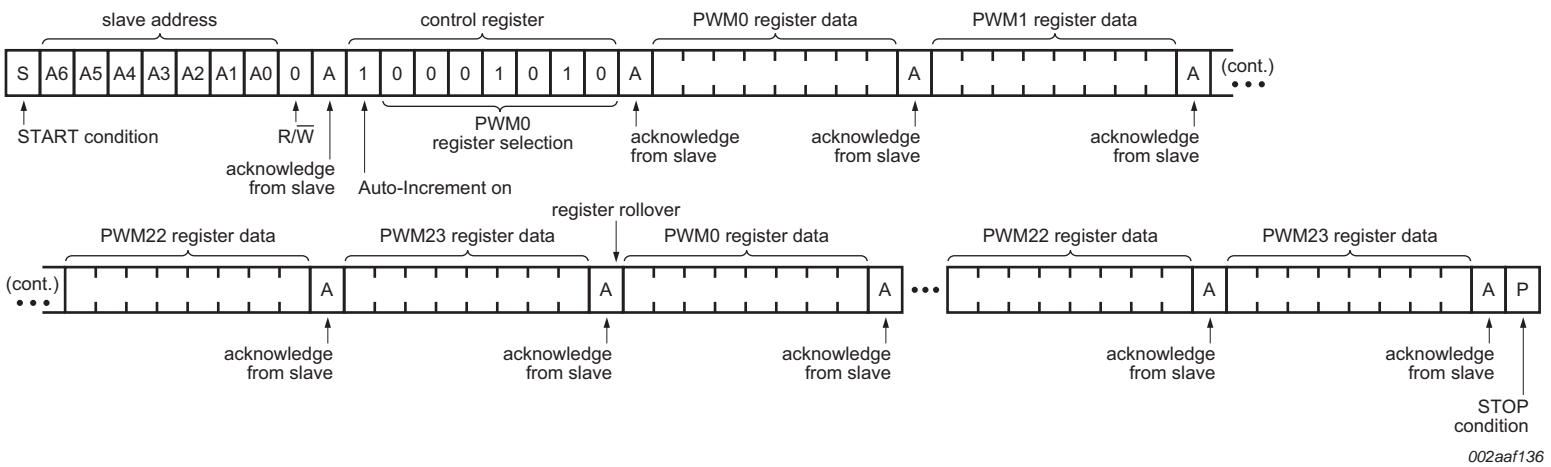 slave address
control register
PWM0 register data
PWM1 register data
S A6 A5 A4 A3 A2 A1 A0 0 A 1 0 0 0 1 0 1 0 A A A (cont.)
START condition
R/W
acknowledge
from slave
Auto-Increment on
PWM0
register selection
acknowledge
from slave
acknowledge
from slave
acknowledge
from slave
register rollover
PWM22 register data
PWM23 register data
PWM0 register data
PWM22 register data
PWM23 register data
(cont.) A A A A A P
acknowledge
from slave
acknowledge
from slave
acknowledge
from slave
acknowledge
from slave
acknowledge
from slave
STOP
condition
002aaf136